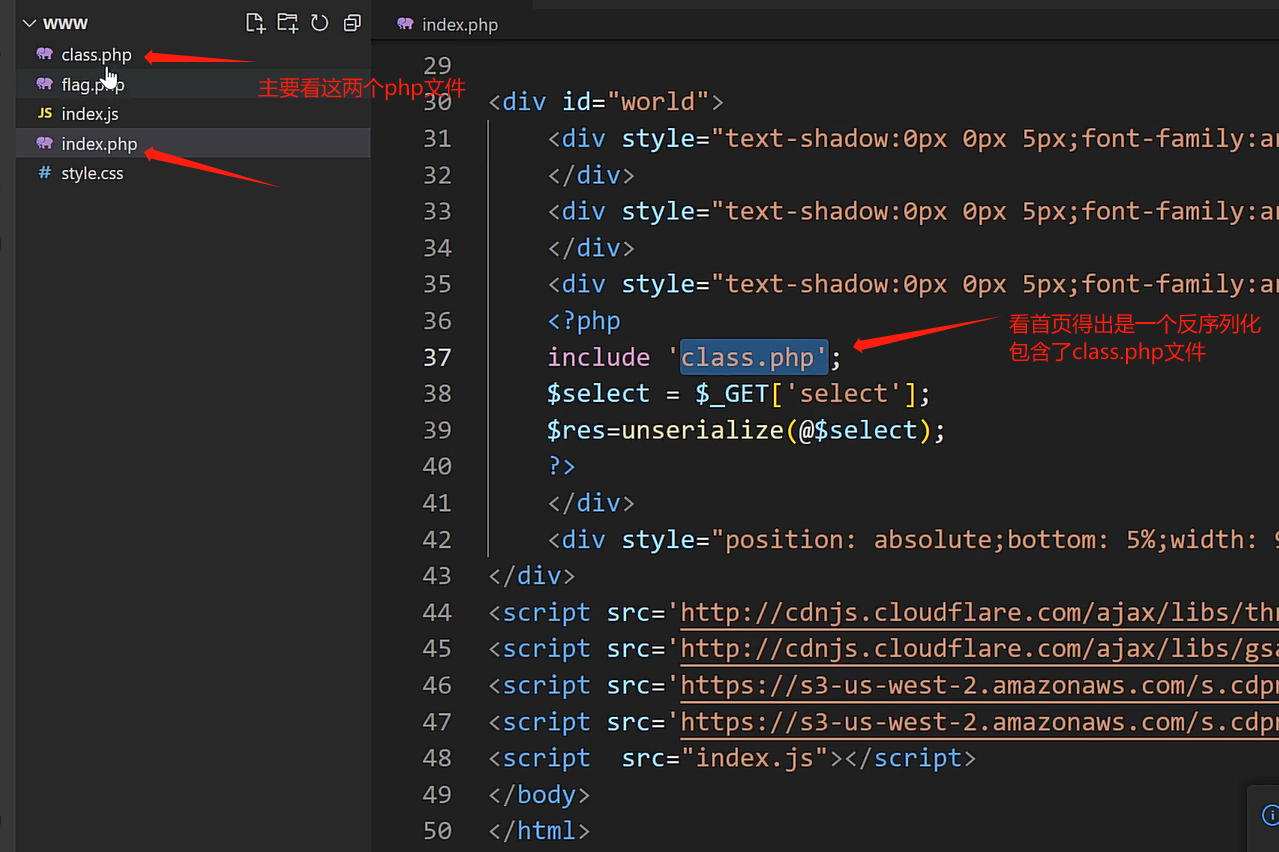 www
class.php
flag.php
JS index.js
index.php
# style.css
主要看这两个php文件
index.php
29
30 <div id="world">
31 <div style="text-shadow:0px 0px 5px;font-family:ar
32 </div>
33 <div style="text-shadow:0px 0px 5px;font-family:ar
34 </div>
35 <div style="text-shadow:0px 0px 5px;font-family:ar
36 <?php
37 include 'class.php';
38 $select = $_GET['select'];
39 $res=unserialize(@$select);
40 ?>
41 </div>
42 <div style="position: absolute;bottom: 5%;width: 9
43 </div>
44 <script src='http://cdnjs.cloudflare.com/ajax/libs/thr
45 <script src='http://cdnjs.cloudflare.com/ajax/libs/gsa
46 <script src='https://s3-us-west-2.amazonaws.com/s.cdpn
47 <script src='https://s3-us-west-2.amazonaws.com/s.cdpn
48 <script  src="index.js"></script>
49 </body>
50 </html>
看首页得出是一个反序列化
包含了class.php文件